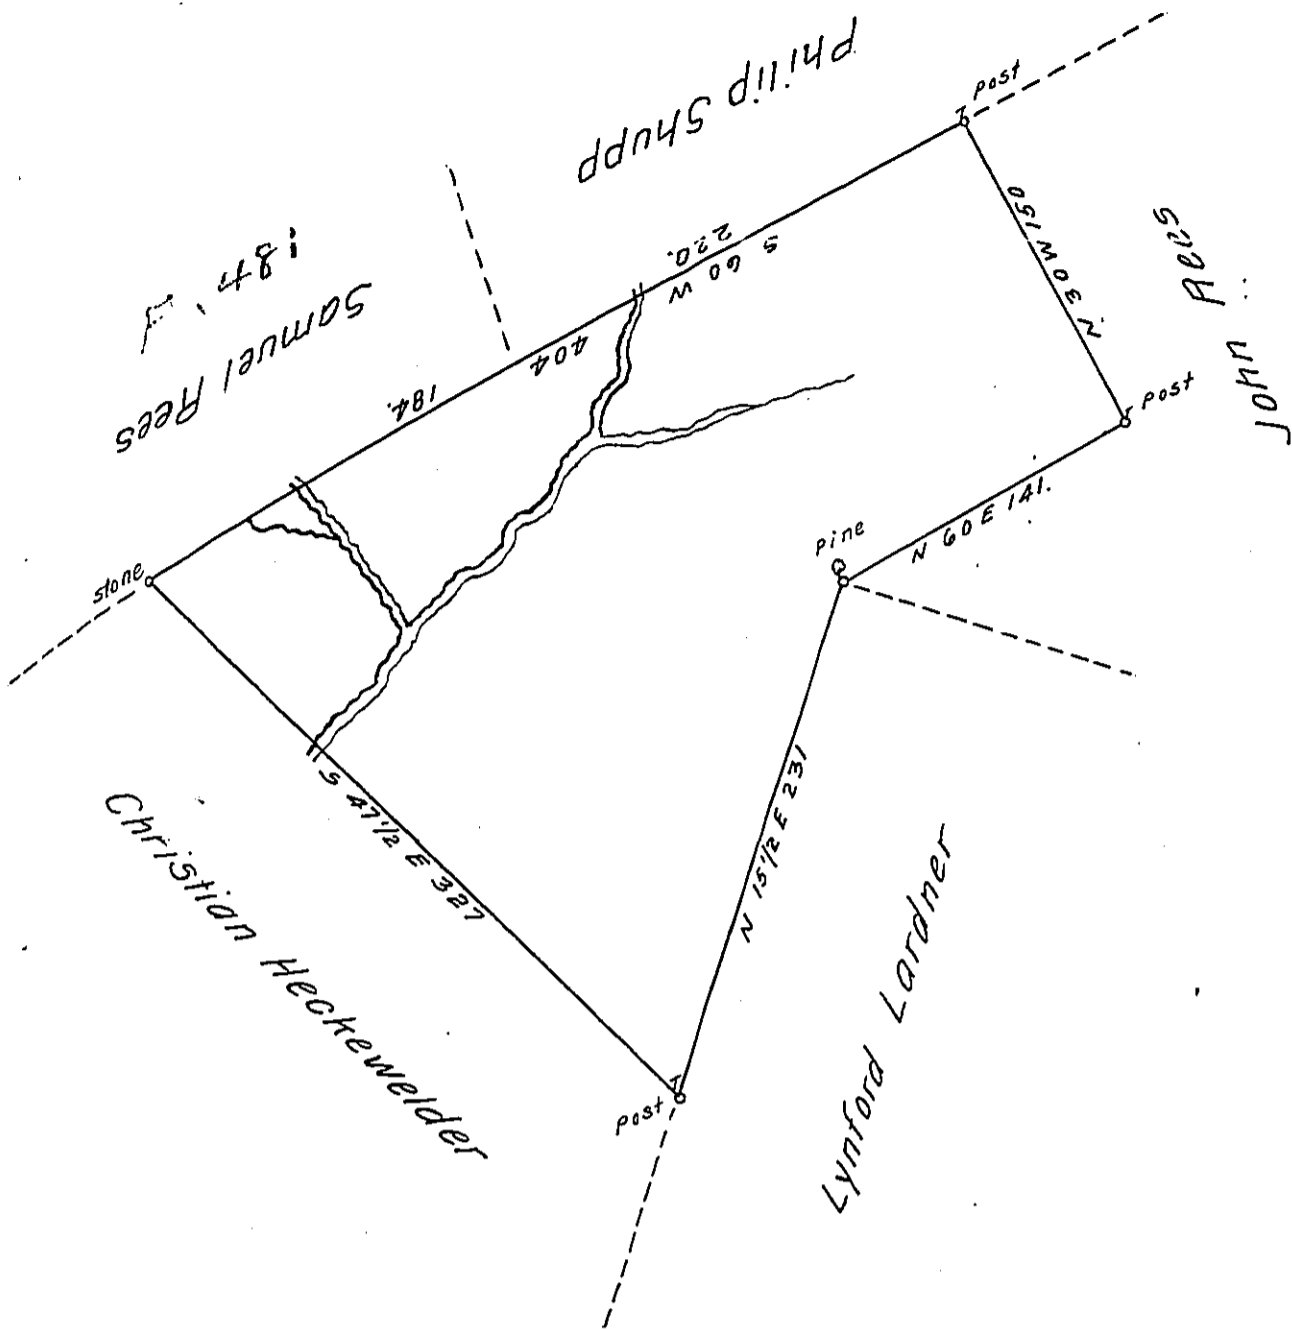 Philip Shupp
post
Samuel Rees
S 60 W
220.
404
184.
N 30 W 150
John Rees
post
N 60 E 141.
pine
stone
N 15 1/2 E 231
S 47 1/2 E 327
Christian Heckewelder
Lynford Lardner
post